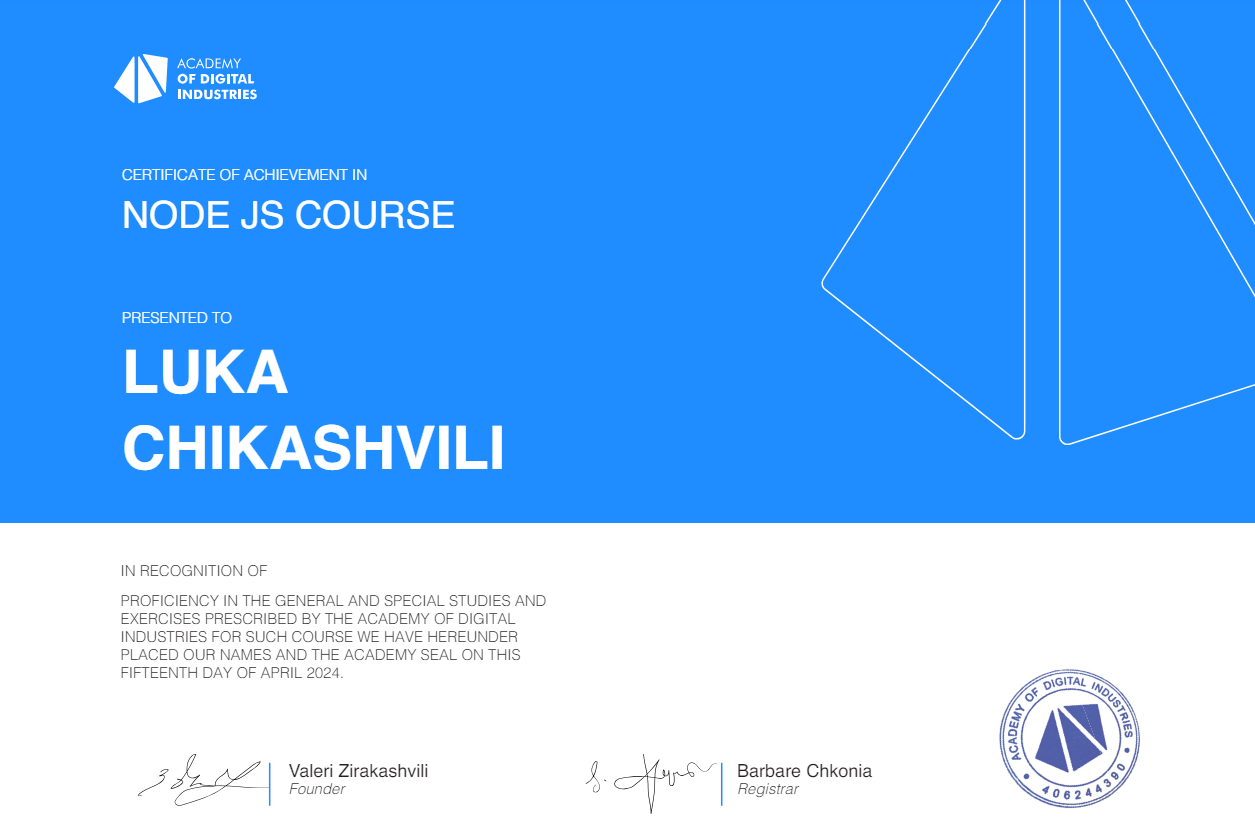 ACADEMY
OF DIGITAL
INDUSTRIES
CERTIFICATE OF ACHIEVEMENT IN
NODE JS COURSE
PRESENTED TO
LUKA
CHIKASHVILI
IN RECOGNITION OF
PROFICIENCY IN THE GENERAL AND SPECIAL STUDIES AND
EXERCISES PRESCRIBED BY THE ACADEMY OF DIGITAL
INDUSTRIES FOR SUCH COURSE WE HAVE HEREUNDER
PLACED OUR NAMES AND THE ACADEMY SEAL ON THIS
FIFTEENTH DAY OF APRIL 2024.
Valeri Zirakashvili
Founder
Barbare Chkonia
Registrar
ACADEMY OF DIGITAL INDUSTRIES
406244390